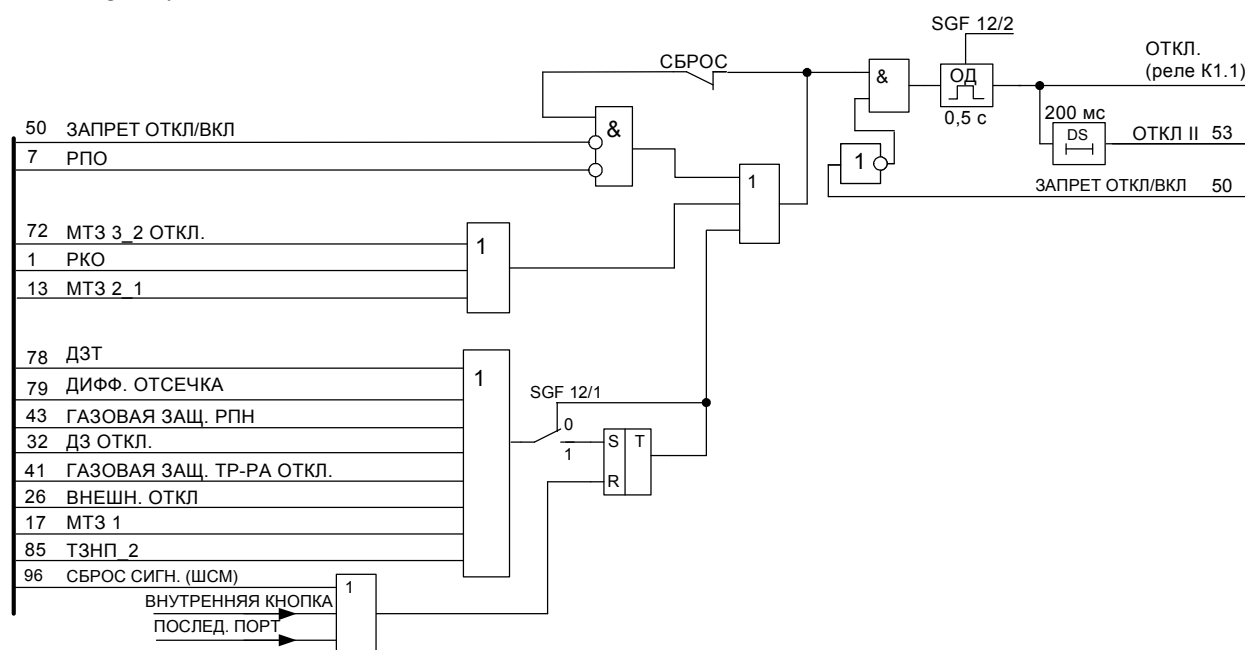 SGF 12/2
ОТКЛ.
(реле К1.1)
СБРОС
&
ОД
0,5 с
200 мс
DS
ОТКЛ II 53
50 ЗАПРЕТ ОТКЛ/ВКЛ
&
7 РПО
1
ЗАПРЕТ ОТКЛ/ВКЛ 50
1
72 МТЗ 3_2 ОТКЛ.
1
1 РКО
13 МТЗ 2_1
78 ДЗТ
1
79 ДИФФ. ОТСЕЧКА
SGF 12/1
43 ГАЗОВАЯ ЗАЩ. РПН
0
32 ДЗ ОТКЛ.
S T
1
41 ГАЗОВАЯ ЗАЩ. ТР-РА ОТКЛ.
R
26 ВНЕШН. ОТКЛ
17 МТЗ 1
85 ТЗНП_2
96 СБРОС СИГН. (ШСМ)
1
ВНУТРЕННЯЯ КНОПКА
ПОСЛЕД. ПОРТ